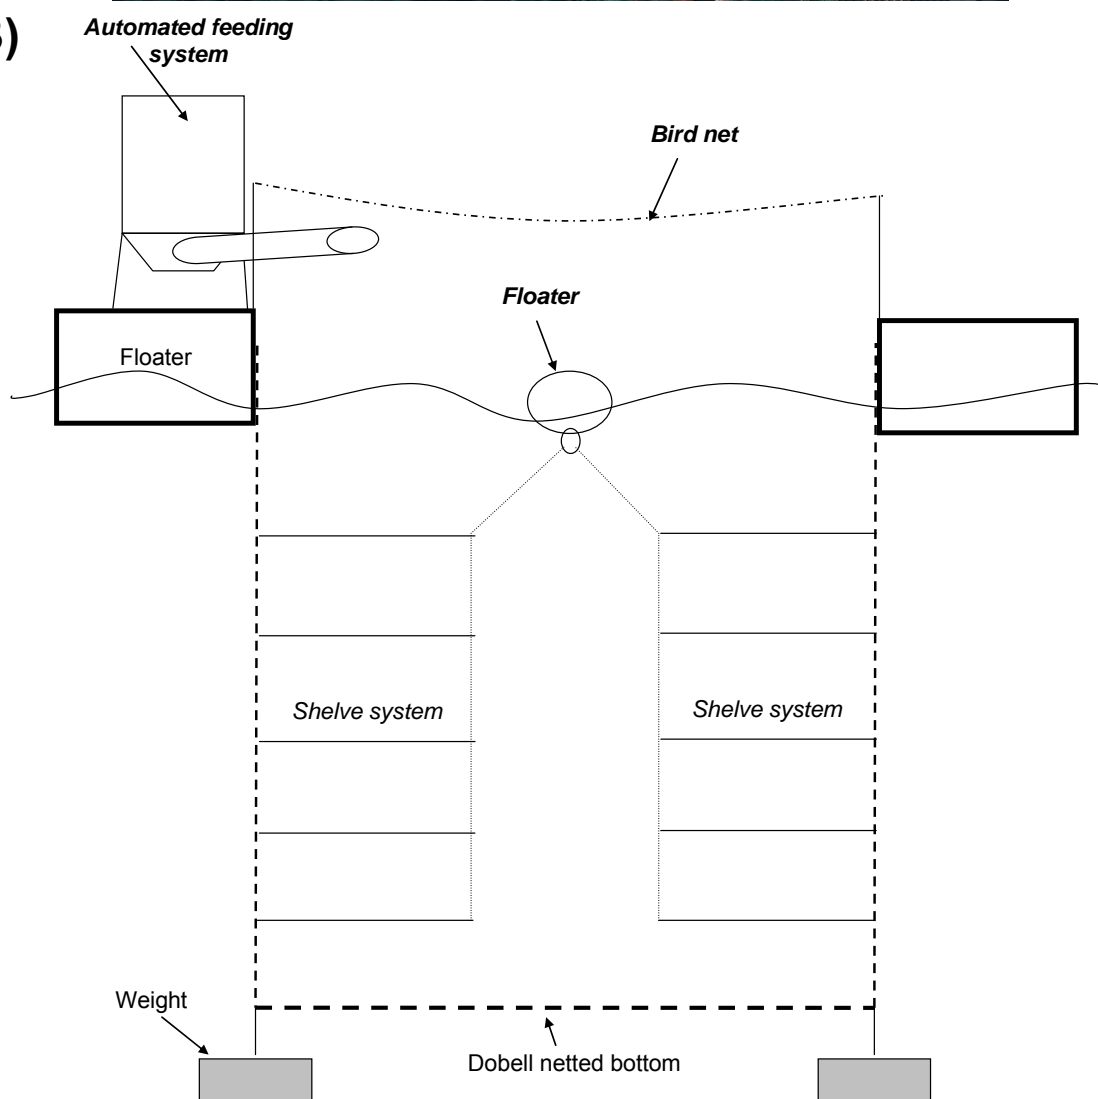 Automated feeding
system
Bird net
Floater
Floater
Shelve system
Shelve system
Weight
Dobell netted bottom